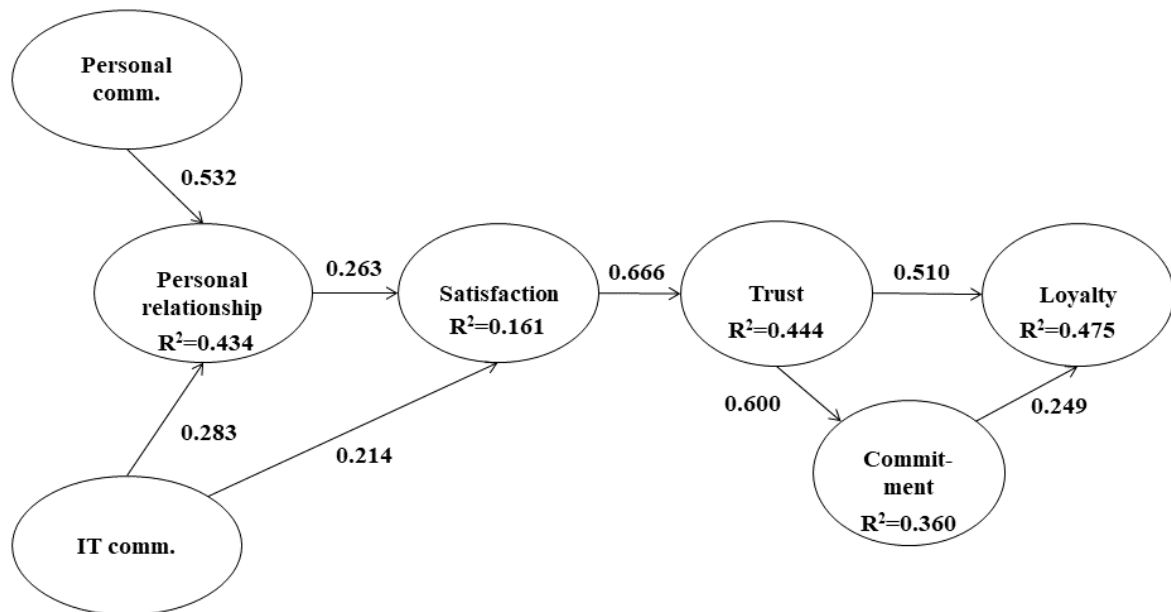 Personal
comm.
0.532
Personal
relationship
R²=0.434
0.263
Satisfaction
R²=0.161
0.666
Trust
R²=0.444
0.510
Loyalty
R²=0.475
0.600
0.249
0.283
0.214
Commit-
ment
R²=0.360
IT comm.